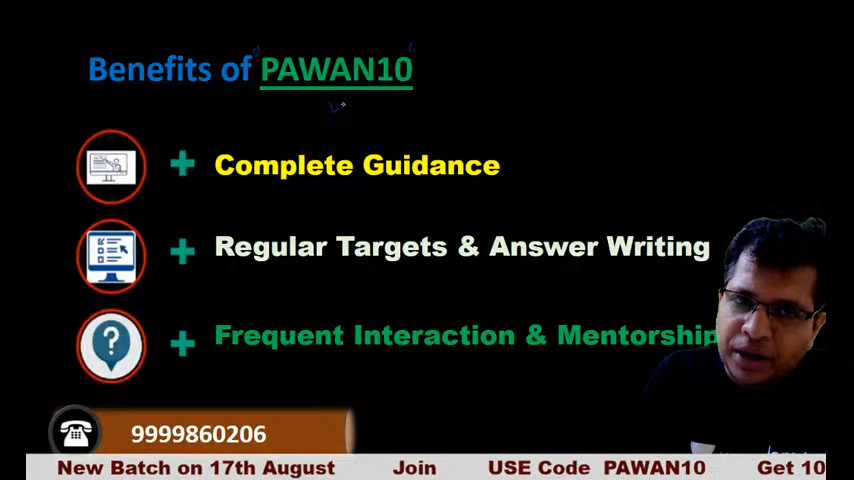 Benefits of PAWAN10
Complete Guidance
Regular Targets & Answer Writing
Frequent Interaction & Mentorship
9999860206
New Batch on 17th August Join USE Code PAWAN10 Get 10